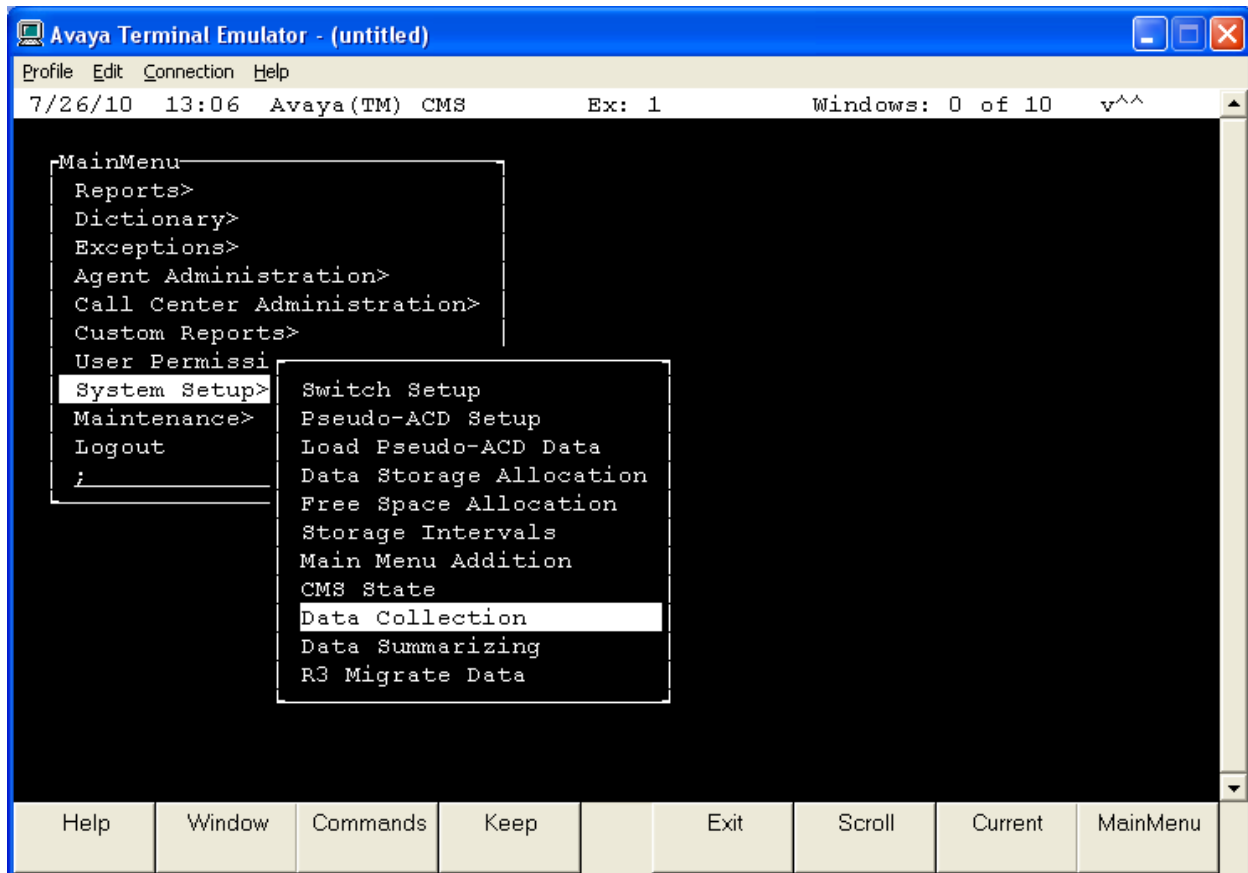 Avaya Terminal Emulator - (untitled)
Profile Edit Connection Help
7/26/10 13:06 Avaya(TM) CMS Ex: 1 Windows: 0 of 10 v^^
MainMenu
Reports>
Dictionary>
Exceptions>
Agent Administration>
Call Center Administration>
Custom Reports>
User Permissi
System Setup>
Maintenance>
Logout
;
Switch Setup
Pseudo-ACD Setup
Load Pseudo-ACD Data
Data Storage Allocation
Free Space Allocation
Storage Intervals
Main Menu Addition
CMS State
Data Collection
Data Summarizing
R3 Migrate Data
Help Window Commands Keep Exit Scroll Current MainMenu